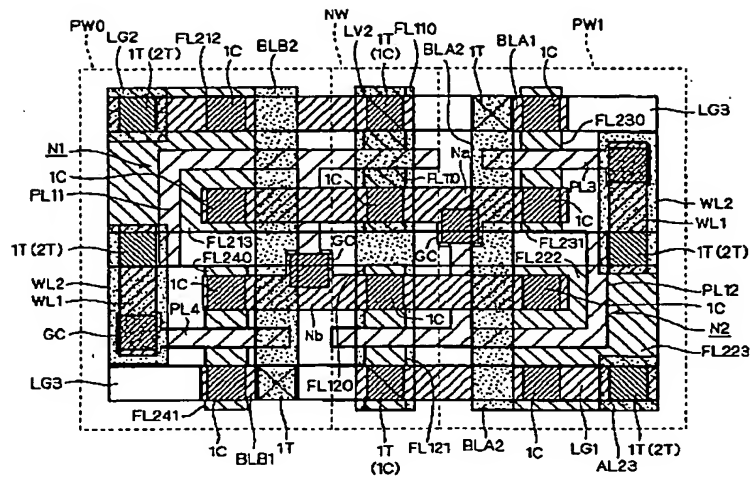 PW0 LG2 1T(2T) FL212 1C BLB2 NW LV2 1T (1C) FL110 BLA2 1T BLA1 1C PW1
LG3
FL230
N1
1C
PL11
Na
FL110
PL3
WL2
WL1
1C
1C
1T(2T)
FL213
FL240
GC
GC
FL231
FL222
1T(2T)
WL2
WL1
1C
PL12
1C
PL4
1C
N2
GC
Nb
FL223
LG3
FL120
FL241
1C
BLB1
1T
1T (1C)
FL121
BLA2
1C
LG1
AL23
1T(2T)